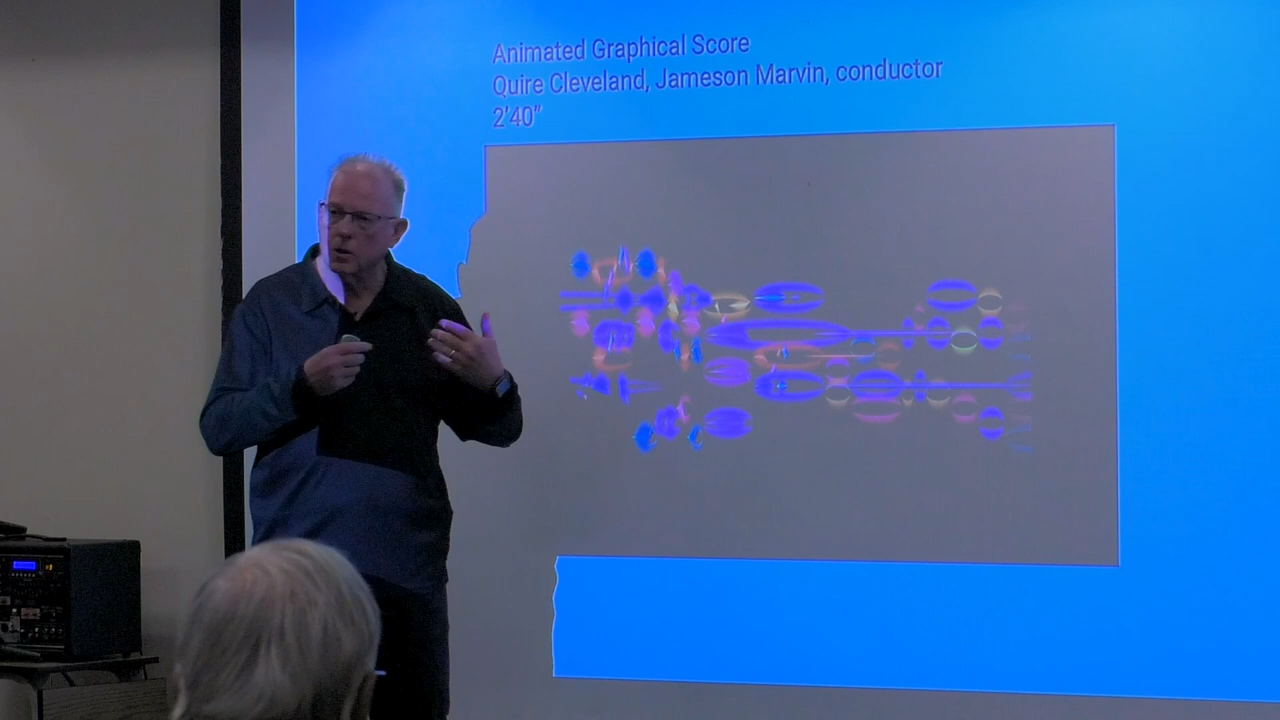 Animated Graphical Score
Quire Cleveland, Jameson Marvin, conductor
2’40”